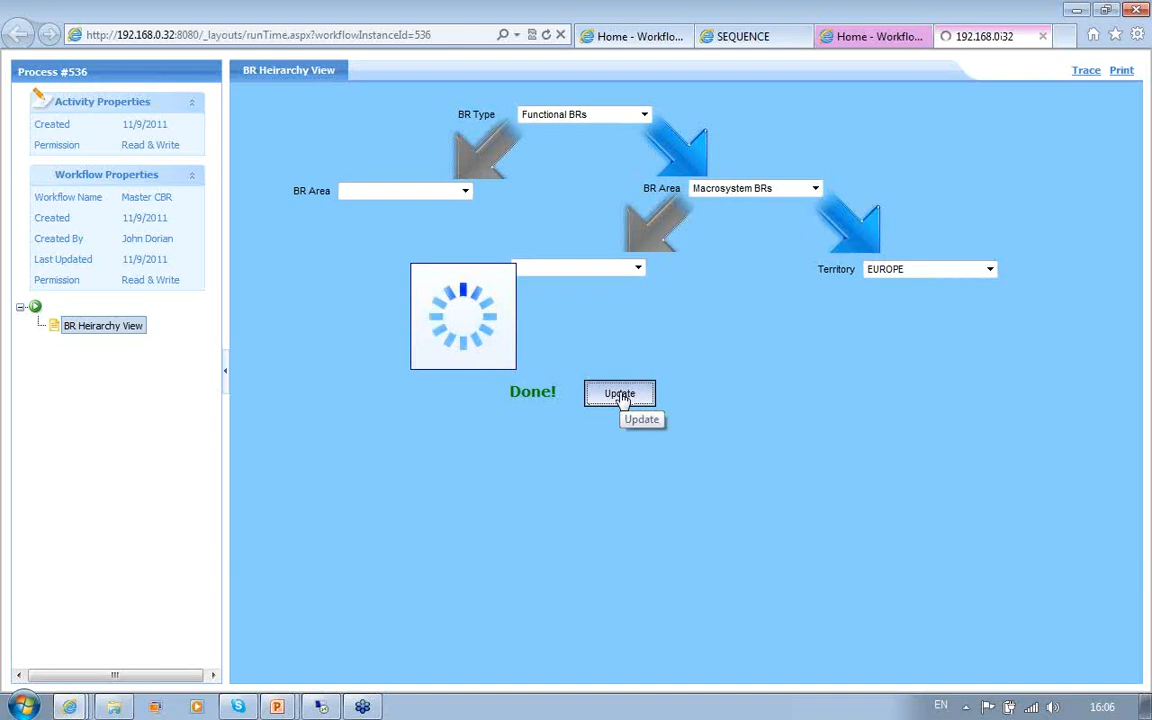 http://192.168.0.32:8080/_layouts/runTime.aspx?workflowInstanceId=536
Home - Workflo...
SEQUENCE
Home - Workflo...
192.168.0.32
Process #536
BR Heirarchy View
Trace
Print
Activity Properties
Created 11/9/2011
Permission Read & Write
Workflow Properties
Workflow Name Master CBR
Created 11/9/2011
Created By John Dorian
Last Updated 11/9/2011
Permission Read & Write
BR Heirarchy View
BR Type Functional BRs
BR Area
BR Area Macrosystem BRs
Territory EUROPE
Done!
Update
Update
EN
16:06